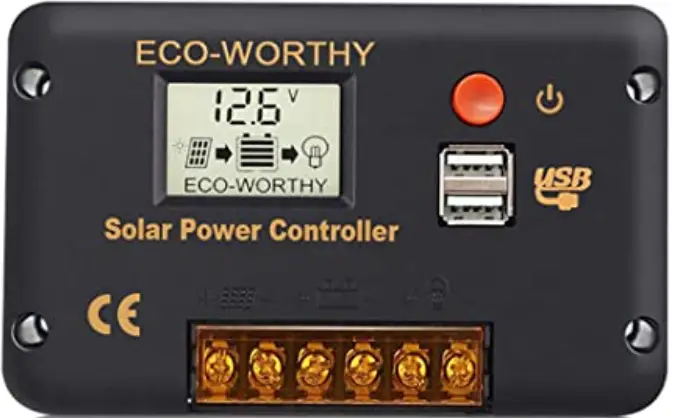 ECO-WORTHY
12.6 V
ECO-WORTHY
USB
Solar Power Controller
CE